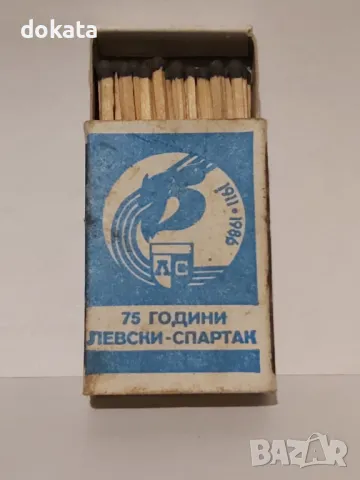 dokata
1911 • 1986
ЛС
75 ГОДИНИ
ЛЕВСКИ-СПАРТАК
BAZAR